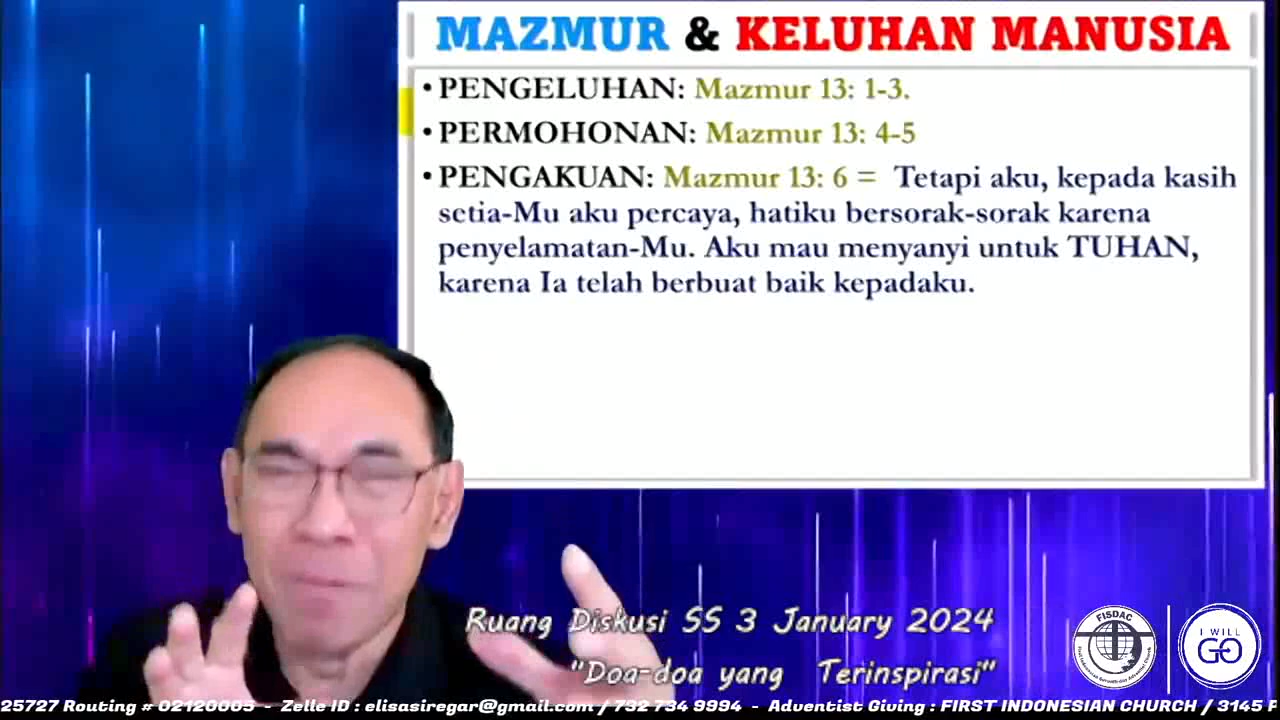 MAZMUR & KELUHAN MANUSIA
• PENGELUHAN: Mazmur 13: 1-3.
• PERMOHONAN: Mazmur 13: 4-5
• PENGAKUAN: Mazmur 13: 6 = Tetapi aku, kepada kasih
setia-Mu aku percaya, hatiku bersorak-sorak karena
penyelamatan-Mu. Aku mau menyanyi untuk TUHAN,
karena Ia telah berbuat baik kepadaku.
Ruang Diskusi SS 3 January 2024
"Doa-doa yang Terinspirasi"
FISDAC
I WILL
GO
25727 Routing # 02120005 - Zelle ID : elisasiregar@gmail.com / 732 734 9994 - Adventist Giving : FIRST INDONESIAN CHURCH / 3145